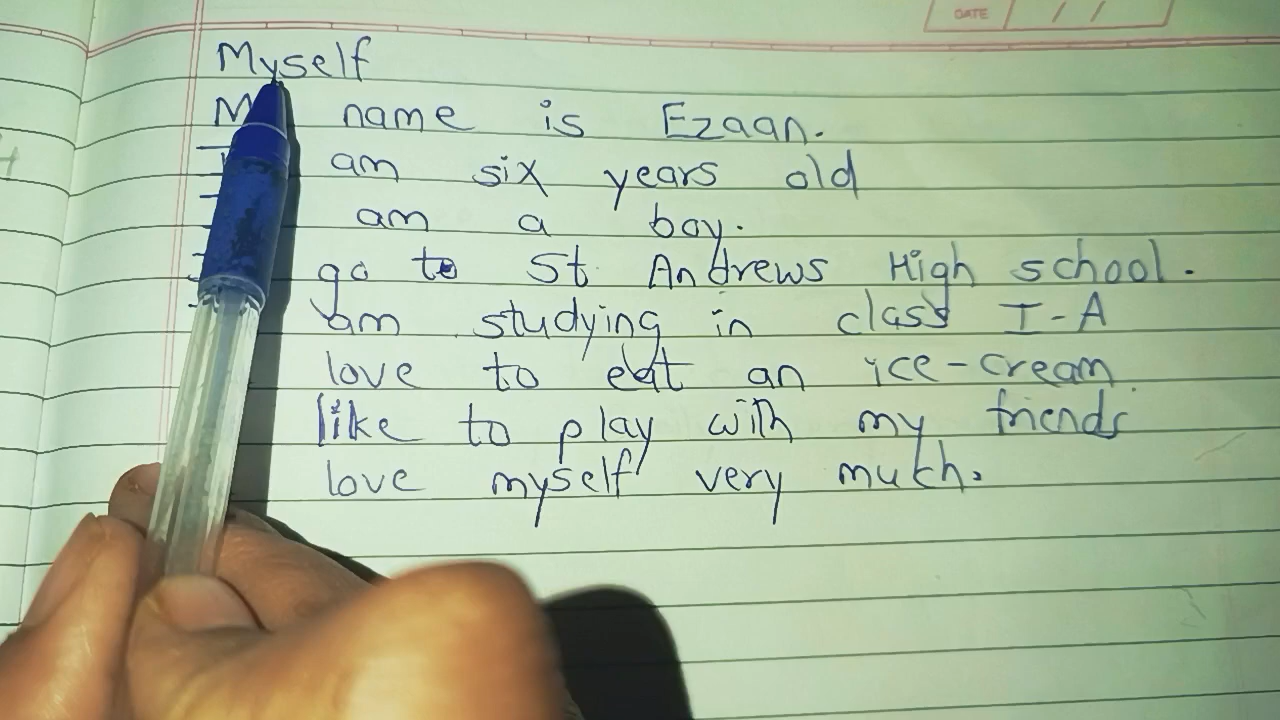 DATE / /
Myself
M name is Ezaan.
am six years old
am a boy.
go to St. Andrews High school.
am studying in class I-A
love to eat an ice-cream.
like to play with my friends
love myself very much.